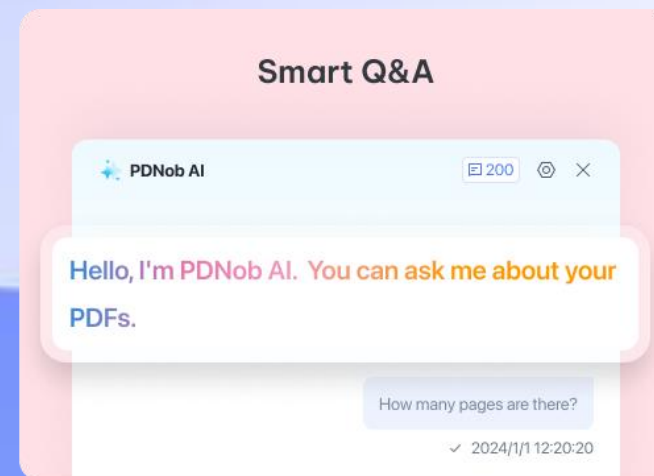 Smart Q&A
PDNob AI 200
Hello, I'm PDNob AI. You can ask me about your
PDFs.
How many pages are there?
2024/1/1 12:20:20